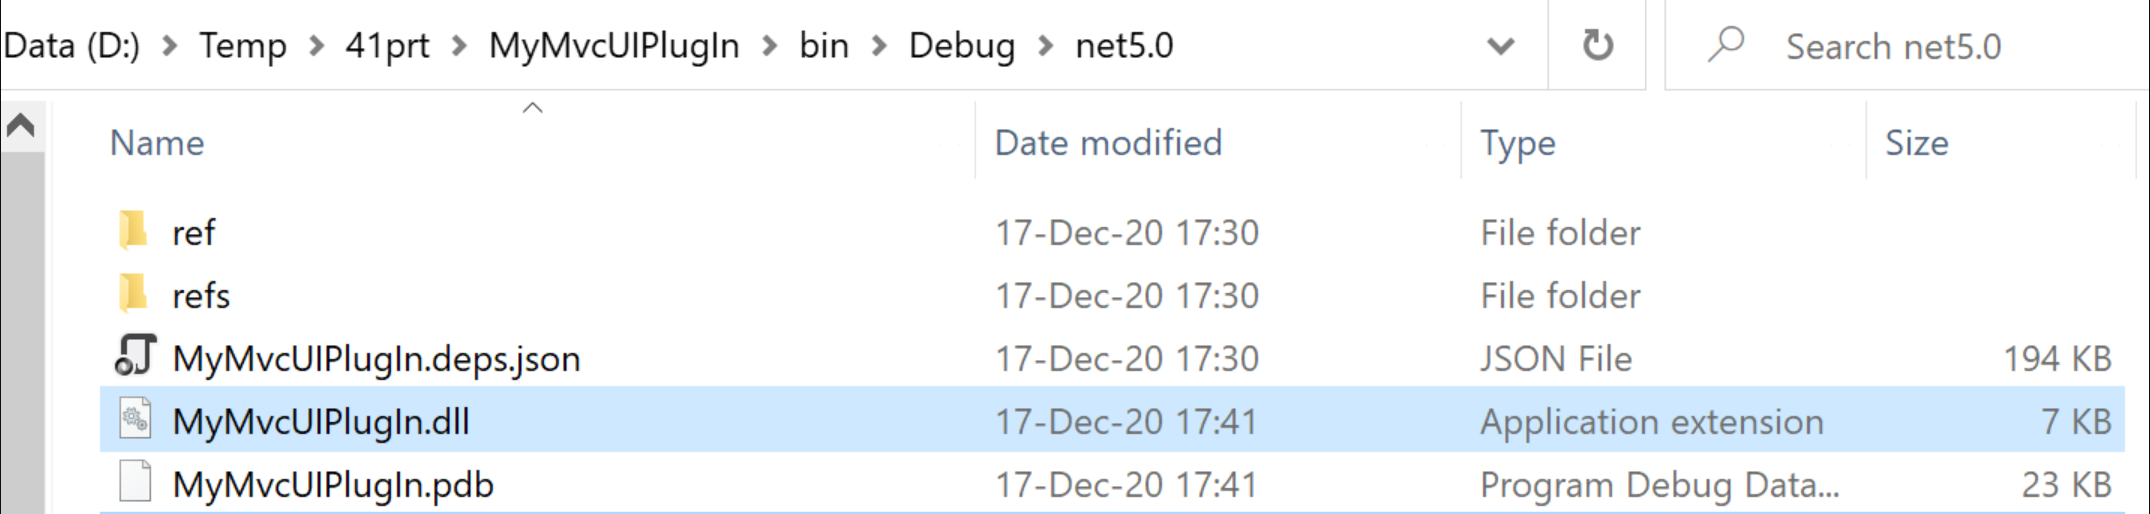 Data (D:) > Temp > 41prt > MyMvcUIPlugIn > bin > Debug > net5.0 Search net5.0
Name Date modified Type Size
ref 17-Dec-20 17:30 File folder
refs 17-Dec-20 17:30 File folder
MyMvcUIPlugIn.deps.json 17-Dec-20 17:30 JSON File 194 KB
MyMvcUIPlugIn.dll 17-Dec-20 17:41 Application extension 7 KB
MyMvcUIPlugIn.pdb 17-Dec-20 17:41 Program Debug Data... 23 KB